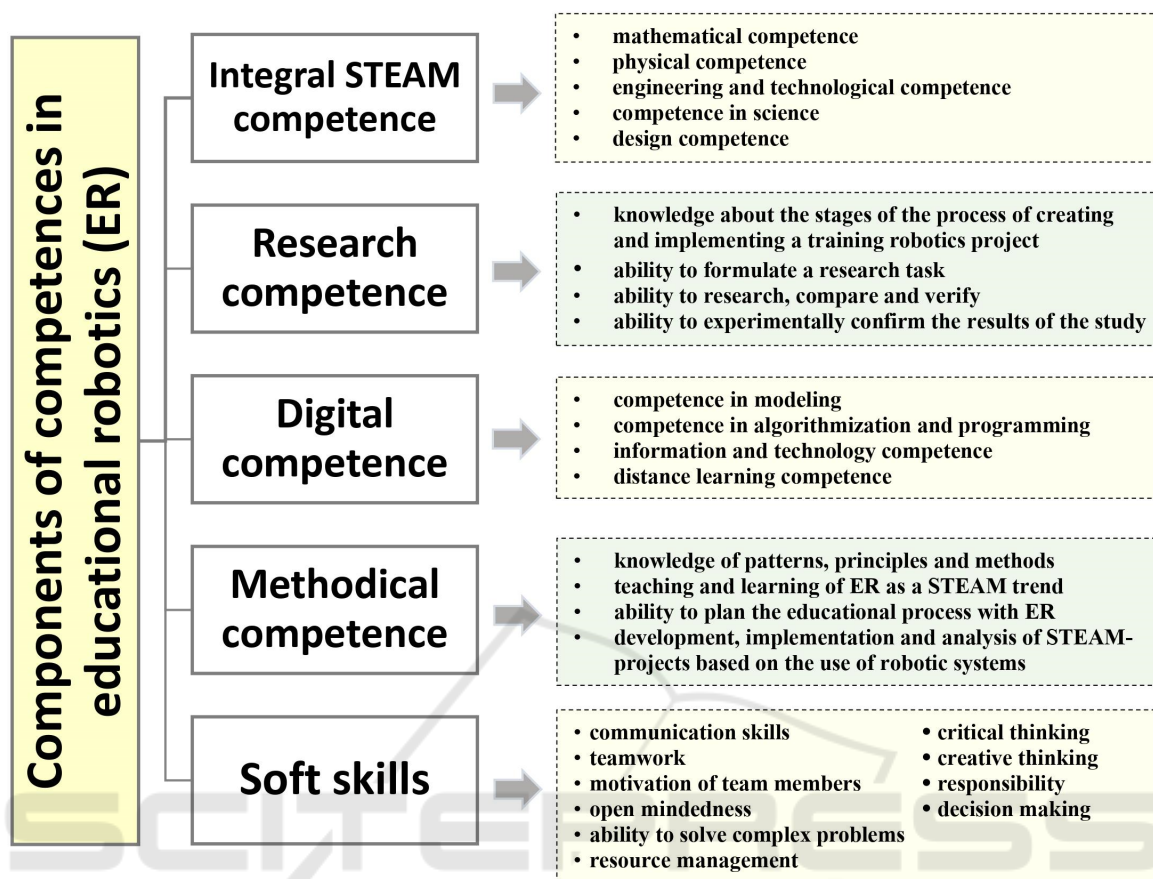 Components of competences in
educational robotics (ER)
Integral STEAM
competence
• mathematical competence
• physical competence
• engineering and technological competence
• competence in science
• design competence
Research
competence
• knowledge about the stages of the process of creating
and implementing a training robotics project
• ability to formulate a research task
• ability to research, compare and verify
• ability to experimentally confirm the results of the study
Digital
competence
• competence in modeling
• competence in algorithmization and programming
• information and technology competence
• distance learning competence
Methodical
competence
• knowledge of patterns, principles and methods
• teaching and learning of ER as a STEAM trend
• ability to plan the educational process with ER
• development, implementation and analysis of STEAM-
projects based on the use of robotic systems
Soft skills
• communication skills
• teamwork
• motivation of team members
• open mindedness
• ability to solve complex problems
• resource management
• critical thinking
• creative thinking
• responsibility
• decision making
SCITEPRESS